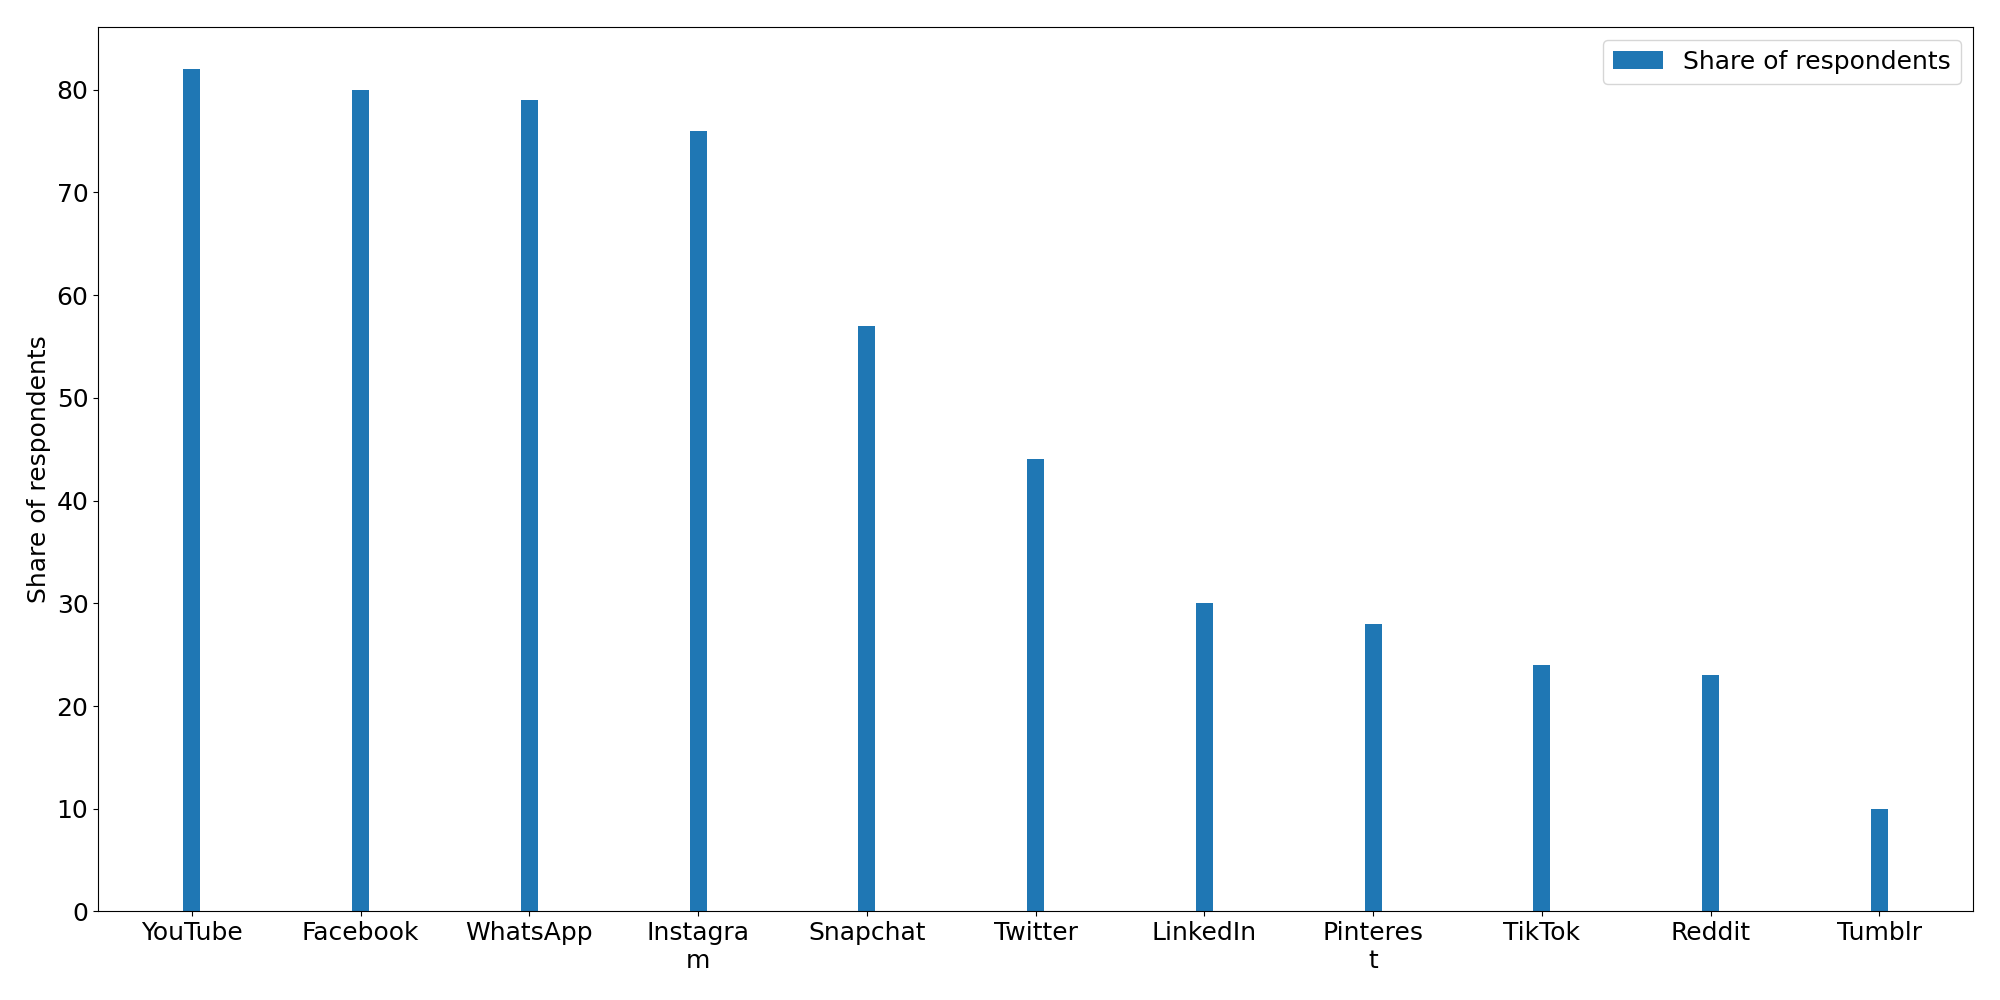 Share of respondents
80
70
60
50
40
30
20
10
0
Share of respondents
YouTube
Facebook
WhatsApp
Instagra
m
Snapchat
Twitter
LinkedIn
Pinteres
t
TikTok
Reddit
Tumblr